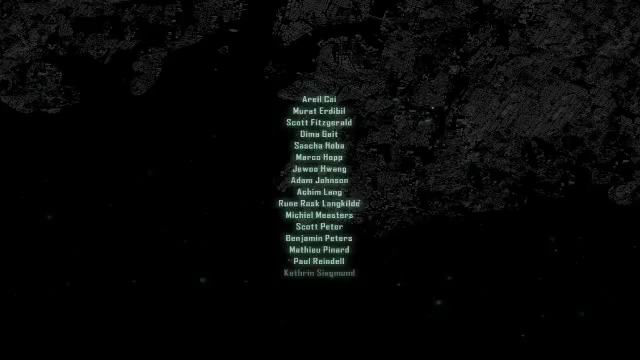 Areil Cai
Murat Erdibil
Scott Fitzgerald
Dima Gait
Sascha Hoba
Marco Hopp
Jewoo Hwang
Adam Johnson
Achim Lang
Rune Rask Langkilde
Michiel Meesters
Scott Peter
Benjamin Peters
Mathieu Pinard
Paul Reindell
Kathrin Siegmund